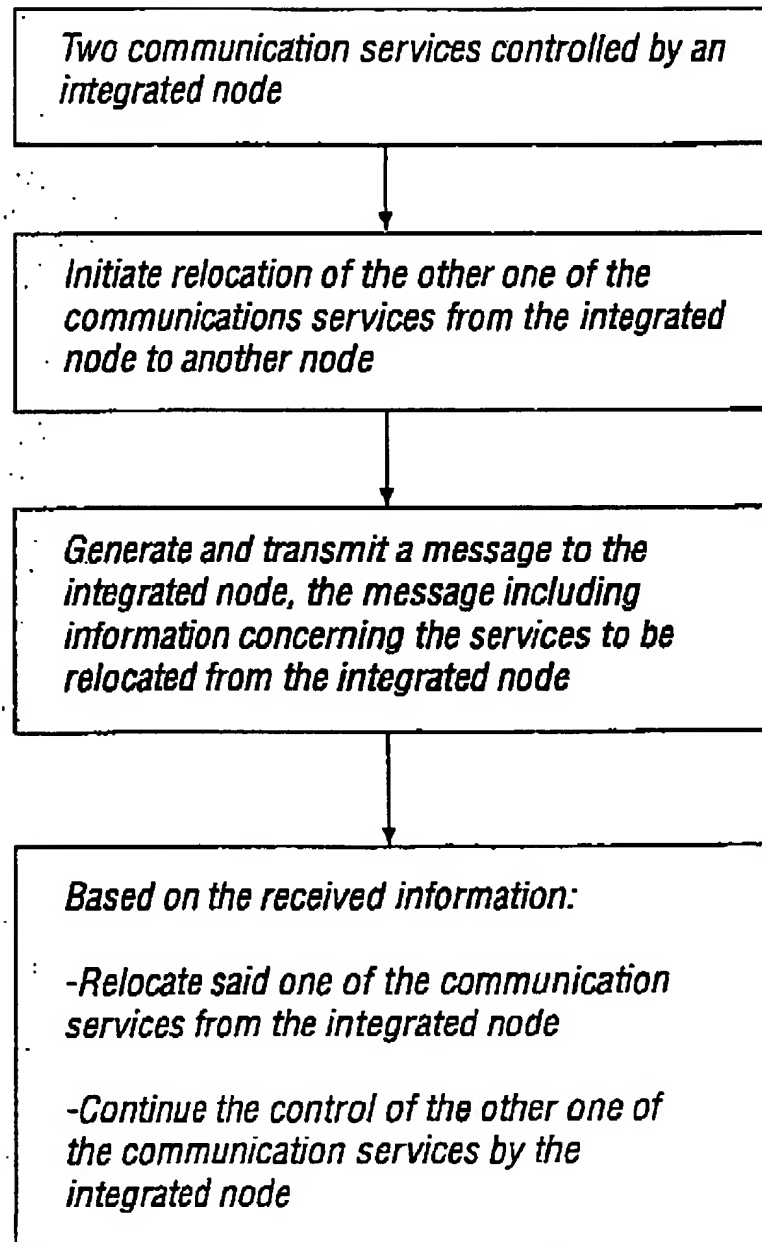 Two communication services controlled by an
integrated node
Initiate relocation of the other one of the
communications services from the integrated
node to another node
Generate and transmit a message to the
integrated node, the message including
information concerning the services to be
relocated from the integrated node
Based on the received information:
-Relocate said one of the communication
services from the integrated node
-Continue the control of the other one of
the communication services by the
integrated node